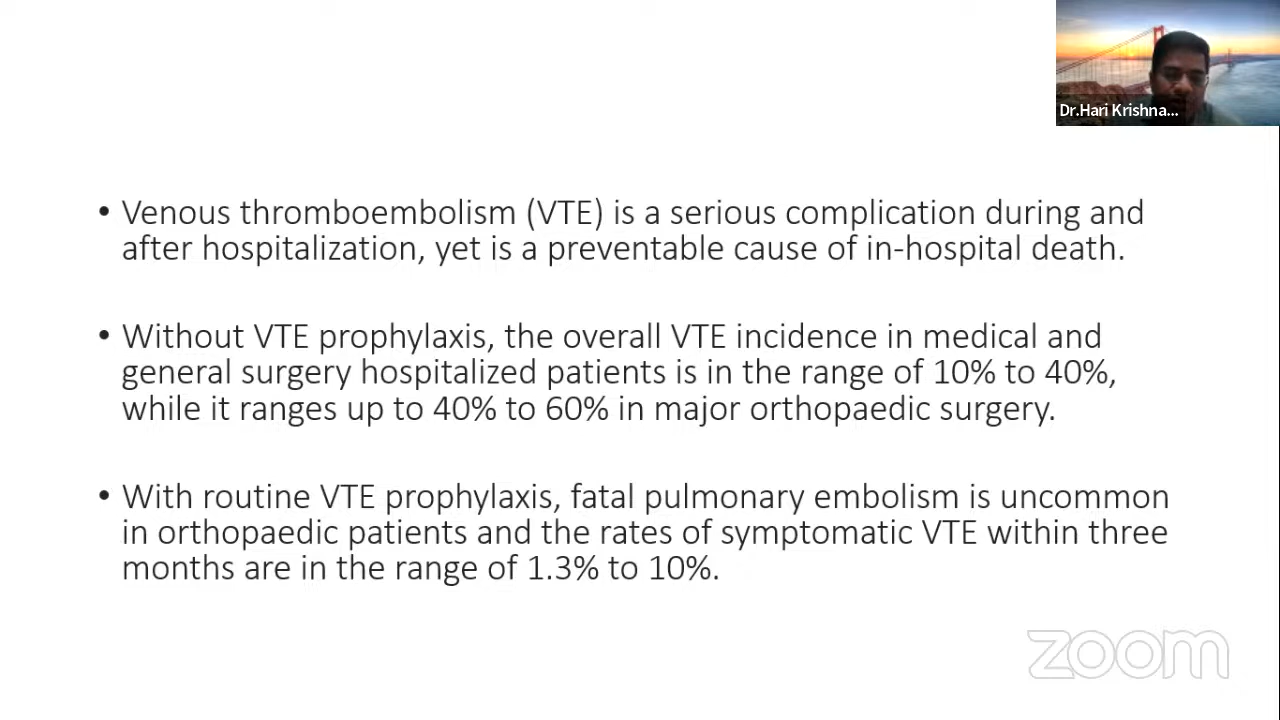 Dr.Hari Krishna...
• Venous thromboembolism (VTE) is a serious complication during and
after hospitalization, yet is a preventable cause of in-hospital death.
• Without VTE prophylaxis, the overall VTE incidence in medical and
general surgery hospitalized patients is in the range of 10% to 40%,
while it ranges up to 40% to 60% in major orthopaedic surgery.
• With routine VTE prophylaxis, fatal pulmonary embolism is uncommon
in orthopaedic patients and the rates of symptomatic VTE within three
months are in the range of 1.3% to 10%.
zoom